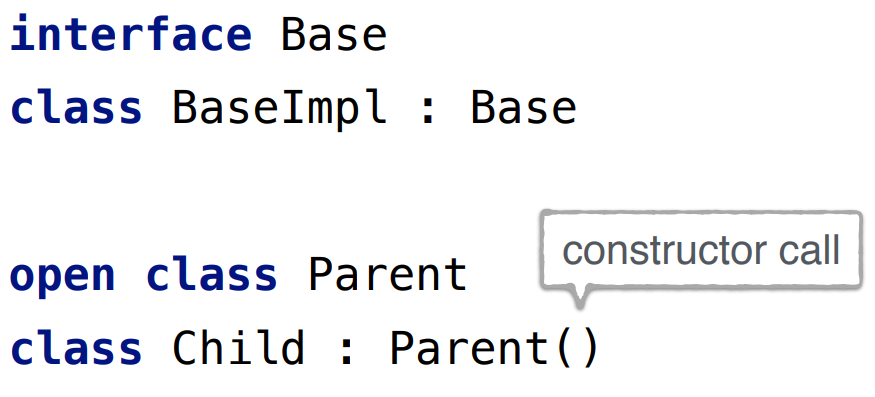 interface Base
class BaseImpl : Base
open class Parent
constructor call
class Child : Parent()